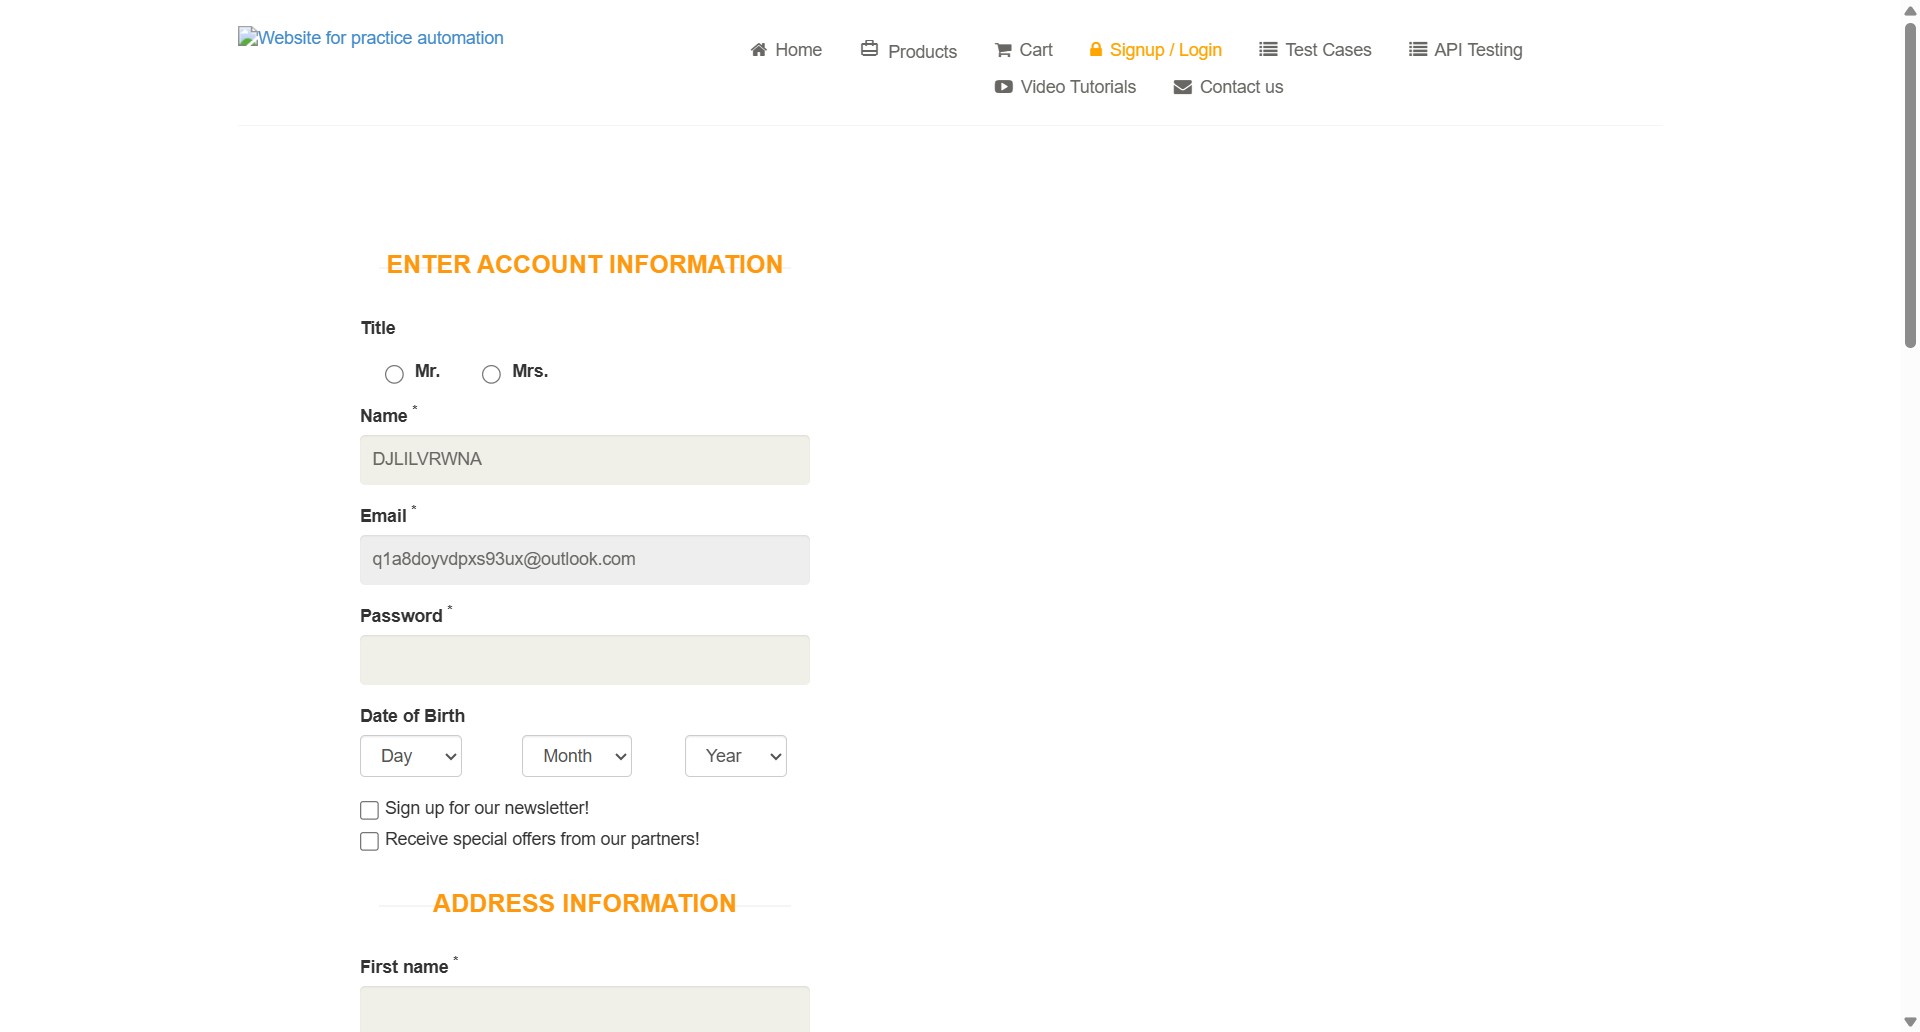 Website for practice automation
Home Products Cart Signup / Login Test Cases API Testing
Video Tutorials Contact us
ENTER ACCOUNT INFORMATION
Title
Mr. Mrs.
Name *
DJLILVRWNA
Email *
q1a8doyvdpxs93ux@outlook.com
Password *
Date of Birth
Day Month Year
Sign up for our newsletter!
Receive special offers from our partners!
ADDRESS INFORMATION
First name *